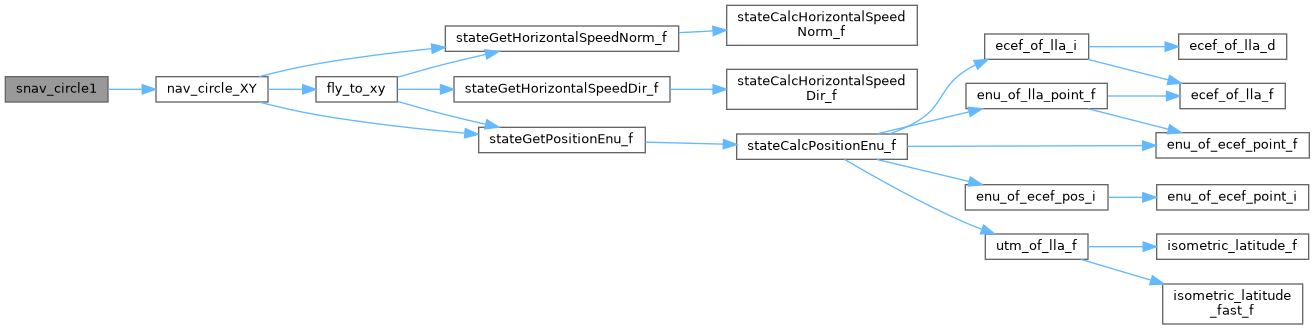 snav_circle1
nav_circle_XY
fly_to_xy
stateGetHorizontalSpeedNorm_f
stateGetHorizontalSpeedDir_f
stateGetPositionEnu_f
stateCalcHorizontalSpeed
Norm_f
stateCalcHorizontalSpeed
Dir_f
stateCalcPositionEnu_f
ecef_of_lla_i
enu_of_lla_point_f
enu_of_ecef_pos_i
utm_of_lla_f
ecef_of_lla_d
ecef_of_lla_f
enu_of_ecef_point_f
enu_of_ecef_point_i
isometric_latitude_f
isometric_latitude
_fast_f